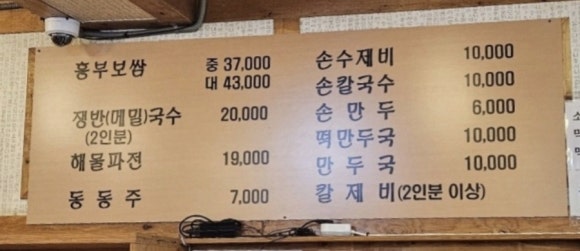 흥부보쌈 중 37,000
대 43,000
쟁반(메밀)국수 20,000
(2인분)
해물파전 19,000
동동주 7,000
손수제비 10,000
손칼국수 10,000
손만두 6,000
떡만두국 10,000
만두국 10,000
칼제비(2인분 이상)